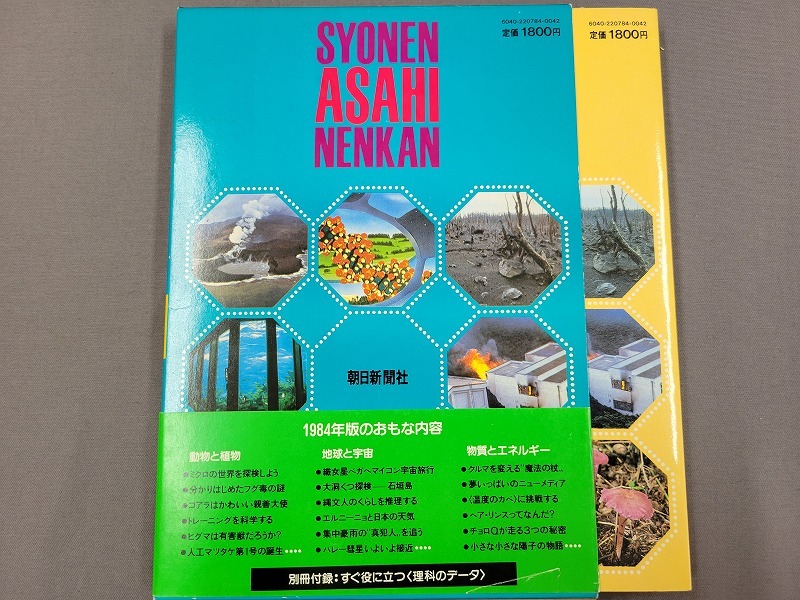 6040-220784-0042
定価1800円
6040-220784-0042
定価1800円
SYONEN
ASAHI
NENKAN
朝日新聞社
1984年版のおもな内容
動物と植物
●ミクロの世界を探検しよう
●分かりはじめたフグ毒の謎
●コアラはかわいい親善大使
●トレーニングを科学する
●ヒグマは有害獣だろうか?
●人工マツタケ第1号の誕生
地球と宇宙
●織女星ベガへマイコン宇宙旅行
●大洞くつ探検——石垣島
●縄文人のくらしを推理する
●エルニーニョと日本の天気
●集中豪雨の“真犯人”を追う
●ハレー彗星いよいよ接近
物質とエネルギー
●クルマを変える“魔法の杖”
●夢いっぱいのニューメディア
●〈温度のカベ〉に挑戦する
●ヘア・リンスってなんだ?
●チョロQが走る3つの秘密
●小さな小さな陽子の物語
別冊付録:すぐ役に立つ〈理科のデータ〉